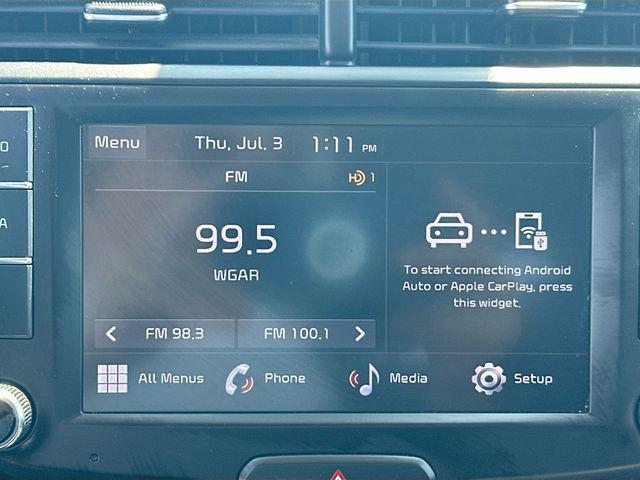 Menu
Thu, Jul. 3
1:11 PM
FM
HD 1
99.5
WGAR
FM 98.3
FM 100.1
To start connecting Android
Auto or Apple CarPlay, press
this widget.
All Menus
Phone
Media
Setup